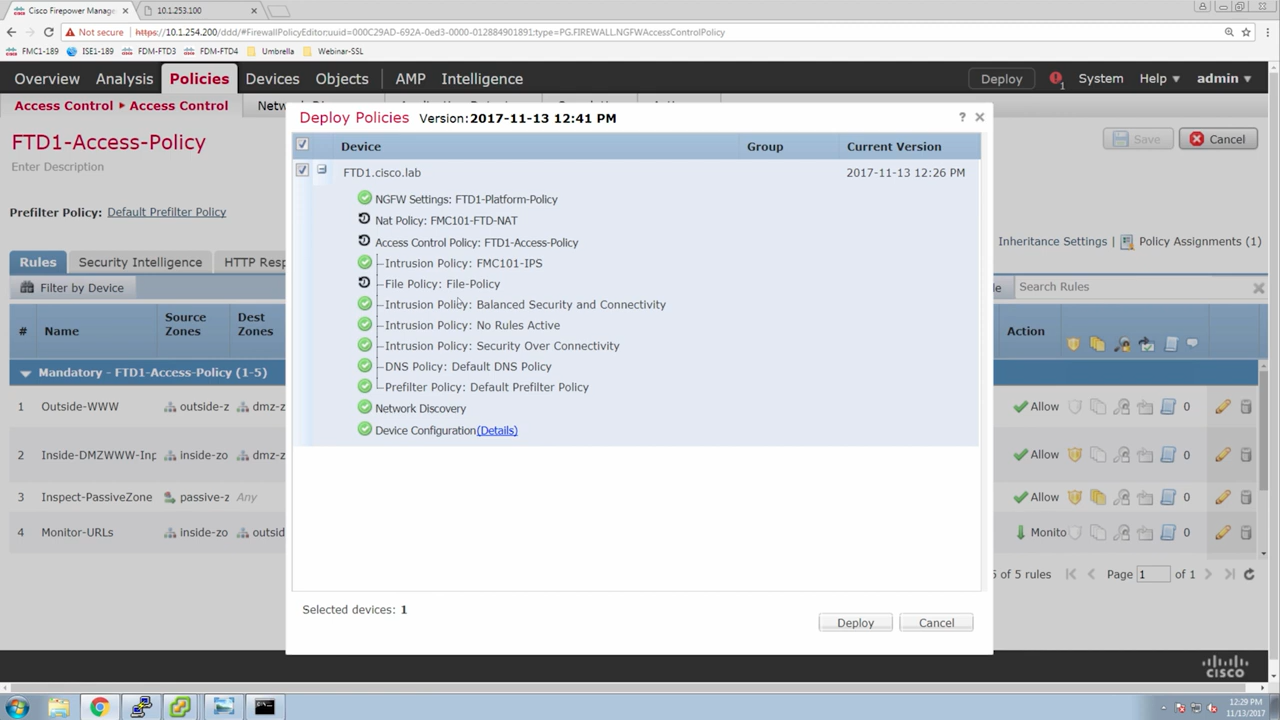 Cisco Firepower Manage
10.1.253.100
Not secure https://10.1.254.200/ddd/#FirewallPolicyEditor:uuid=000C29AD-692A-0ed3-0000-012884901891;type=PG.FIREWALL.NGFWAccessControlPolicy
FMC1-189 ISE1-189 FDM-FTD3 FDM-FTD4 Umbrella Webinar-SSL
Overview Analysis Policies Devices Objects AMP Intelligence Deploy 1 System Help admin
Access Control Access Control
FTD1-Access-Policy
Enter Description
Save Cancel
Prefilter Policy: Default Prefilter Policy
Inheritance Settings | Policy Assignments (1)
Rules Security Intelligence HTTP Resp
Filter by Device
Search Rules
# Name Source Zones Dest Zones Action
Mandatory - FTD1-Access-Policy (1-5)
1 Outside-WWW outside-z dmz-z Allow 0
2 Inside-DMZWWW-Inp inside-zo dmz-z Allow 0
3 Inspect-PassiveZone passive-z Any Allow 0
4 Monitor-URLs inside-zo outsid Monito 0
of 5 rules Page 1 of 1
Deploy Policies Version:2017-11-13 12:41 PM
?
Device Group Current Version
FTD1.cisco.lab 2017-11-13 12:26 PM
NGFW Settings: FTD1-Platform-Policy
Nat Policy: FMC101-FTD-NAT
Access Control Policy: FTD1-Access-Policy
Intrusion Policy: FMC101-IPS
File Policy: File-Policy
Intrusion Policy: Balanced Security and Connectivity
Intrusion Policy: No Rules Active
Intrusion Policy: Security Over Connectivity
DNS Policy: Default DNS Policy
Prefilter Policy: Default Prefilter Policy
Network Discovery
Device Configuration(Details)
Selected devices: 1
Deploy Cancel
CISCO
12:29 PM
11/13/2017